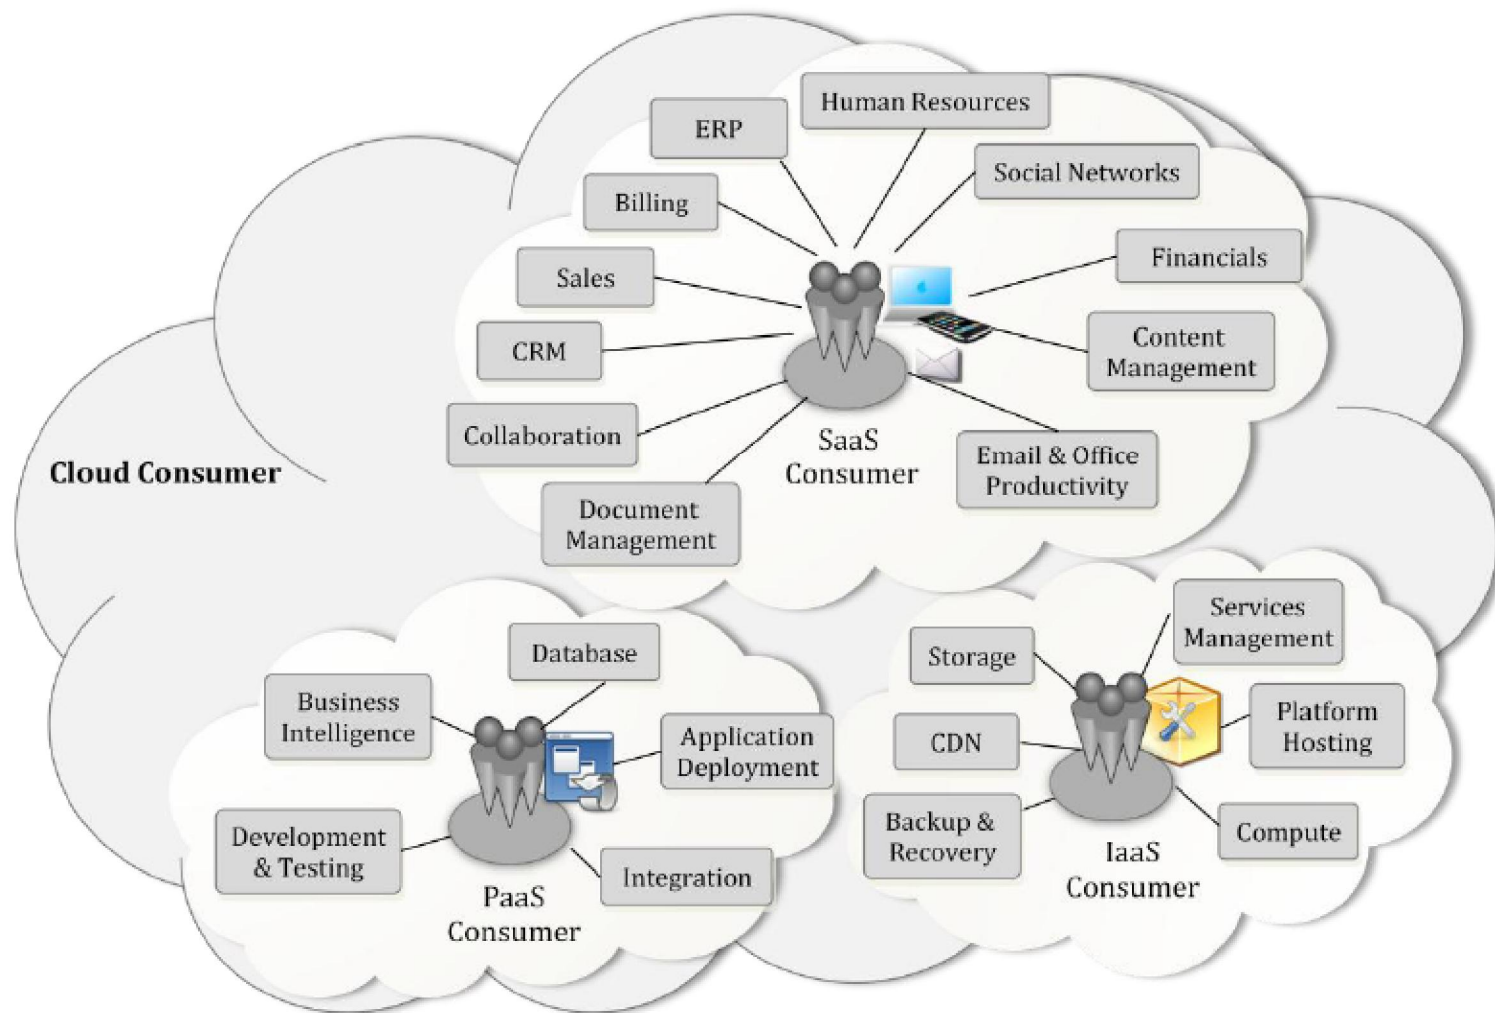 Human Resources
ERP
Social Networks
Billing
Financials
Sales
Content
Management
CRM
Collaboration
SaaS
Consumer
Email & Office
Productivity
Cloud Consumer
Document
Management
Services
Management
Database
Storage
Business
Intelligence
Application
Deployment
CDN
Platform
Hosting
Development
& Testing
Backup &
Recovery
Compute
Integration
PaaS
Consumer
IaaS
Consumer